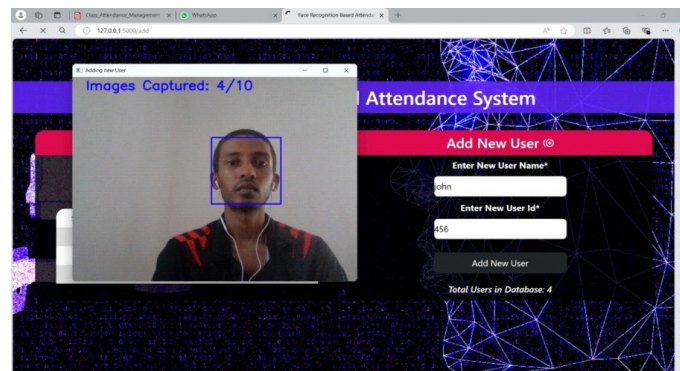 Class_Attendance_Management
WhatsApp
Face Recognition Based Attendan
127.0.0.1:5000/add
Adding new User
Images Captured: 4/10
Attendance System
Add New User
Enter New User Name*
john
Enter New User Id*
456
Add New User
Total Users in Database: 4